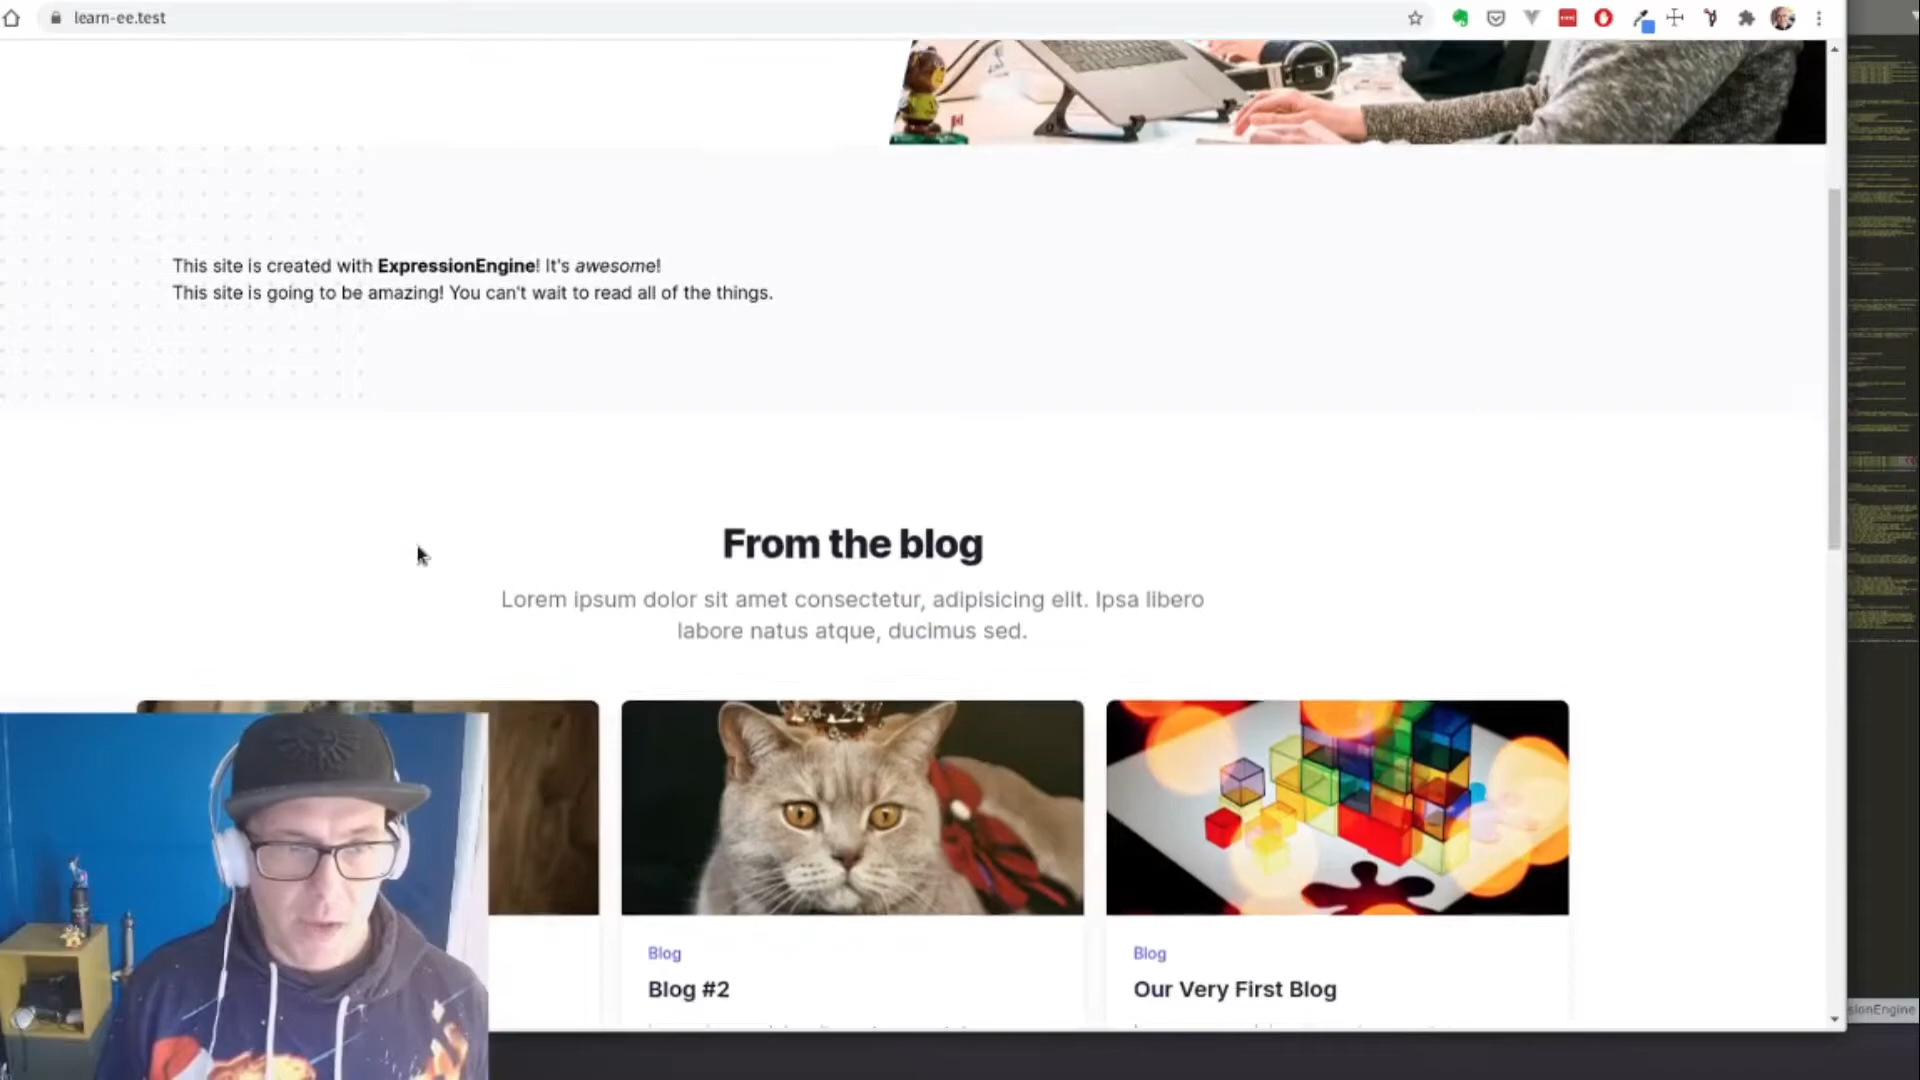 learn-ee.test
This site is created with ExpressionEngine! It's awesome!
This site is going to be amazing! You can't wait to read all of the things.
From the blog
Lorem ipsum dolor sit amet consectetur, adipisicing elit. Ipsa libero
labore natus atque, ducimus sed.
Blog
Blog #2
Blog
Our Very First Blog
sionEngine